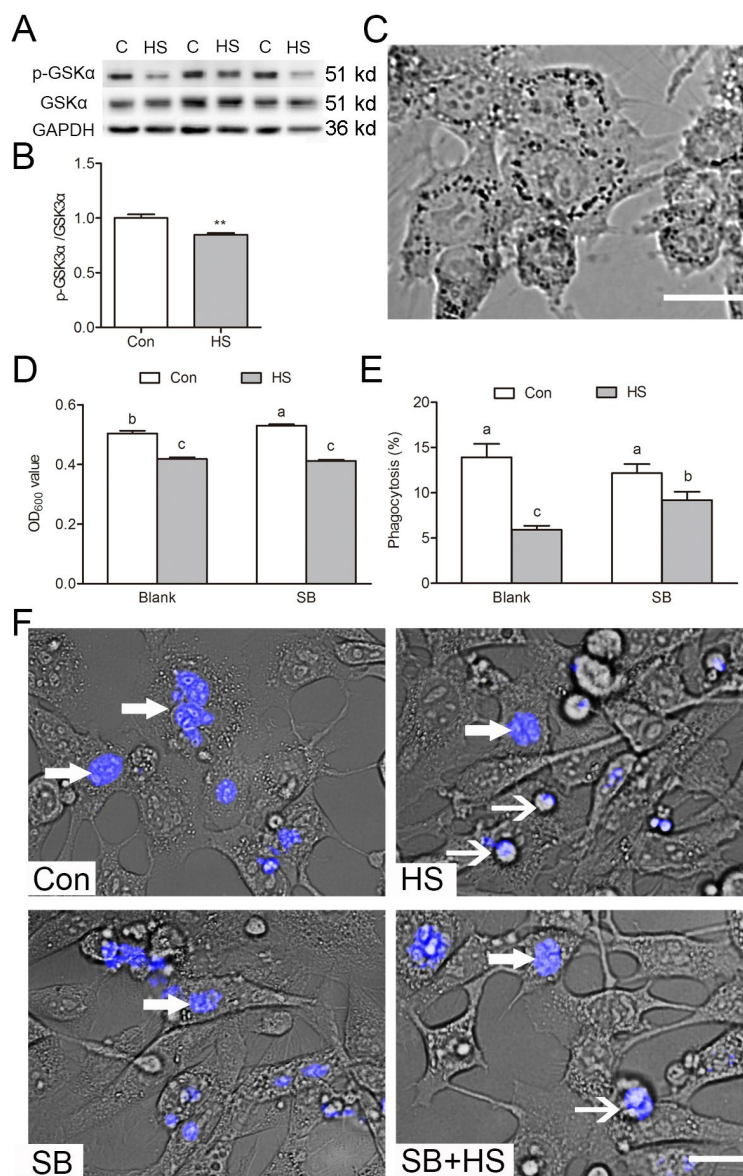 A
C HS C HS C HS
p-GSKα 51 kd
GSKα 51 kd
GAPDH 36 kd
B
p-GSK3α /GSK3α
1.5
1.0
0.5
0.0
**
Con HS
C
D
Con HS
OD₆₀₀ value
0.6
0.4
0.2
0.0
b c a c
Blank SB
E
Con HS
Phagocytosis (%)
20
15
10
5
0
a c a b
Blank SB
F
Con
HS
SB
SB+HS